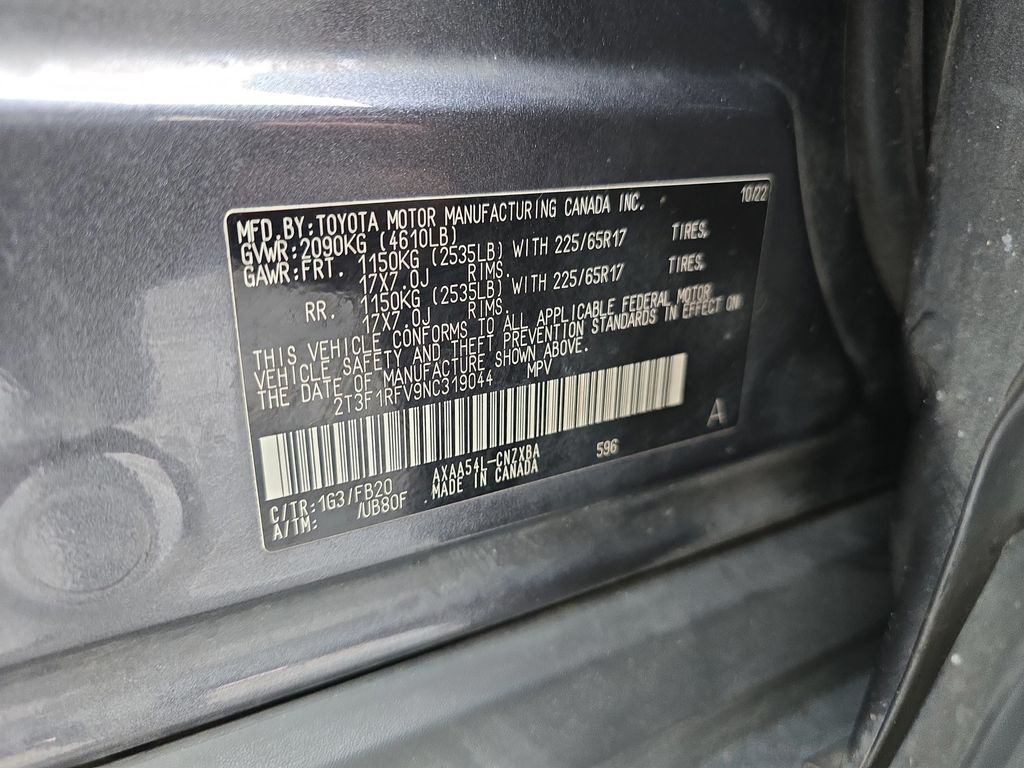 10/22
MFD. BY: TOYOTA MOTOR MANUFACTURING CANADA INC.
GVWR: 2090KG (4610LB)
GAWR: FRT. 1150KG (2535LB) WITH 225/65R17 TIRES,
17X7.0J RIMS.
RR. 1150KG (2535LB) WITH 225/65R17 TIRES,
17X7.0J RIMS.
THIS VEHICLE CONFORMS TO ALL APPLICABLE FEDERAL MOTOR
VEHICLE SAFETY AND THEFT PREVENTION STANDARDS IN EFFECT ON
THE DATE OF MANUFACTURE SHOWN ABOVE.
2T3F1RFV9NC319044 MPV
C/TR: 1G3/FB20 AXAA54L-CNZXBA 596 A
A/TM: /UB80F MADE IN CANADA